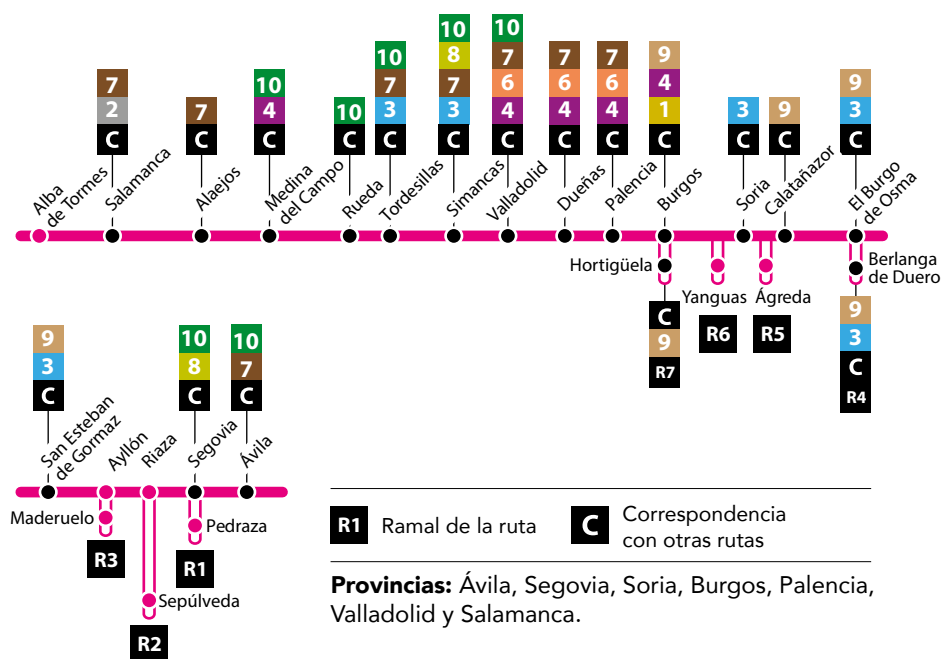 10
10
10
8
7
7
7
9
7
10
7
7
6
6
6
4
9
2
7
4
10
3
3
4
4
4
1
3
9
3
C
C
C
C
C
C
C
C
C
C
C
C
C
Alba
de Tormes
Salamanca
Alaejos
Medina
del Campo
Rueda
Tordesillas
Simancas
Valladolid
Dueñas
Palencia
Burgos
Soria
Calatañazor
El Burgo
de Osma
Hortigüela
C
9
R7
Yanguas
R6
Ágreda
R5
Berlanga
de Duero
9
3
C
R4
9
3
C
10
8
C
10
7
C
San Esteban
de Gormaz
Ayllón
Riaza
Segovia
Ávila
Maderuelo
R3
Sepúlveda
R2
Pedraza
R1
R1
Ramal de la ruta
C
Correspondencia
con otras rutas
Provincias: Ávila, Segovia, Soria, Burgos, Palencia,
Valladolid y Salamanca.